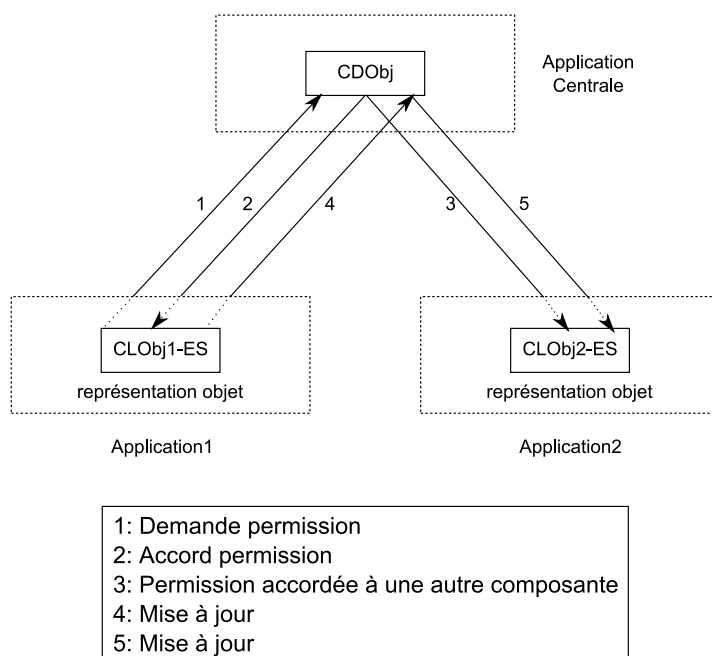 CDObj
Application
Centrale
1
2
4
3
5
CLObj1-ES
représentation objet
CLObj2-ES
représentation objet
Application1
Application2
1: Demande permission
2: Accord permission
3: Permission accordée à une autre composante
4: Mise à jour
5: Mise à jour